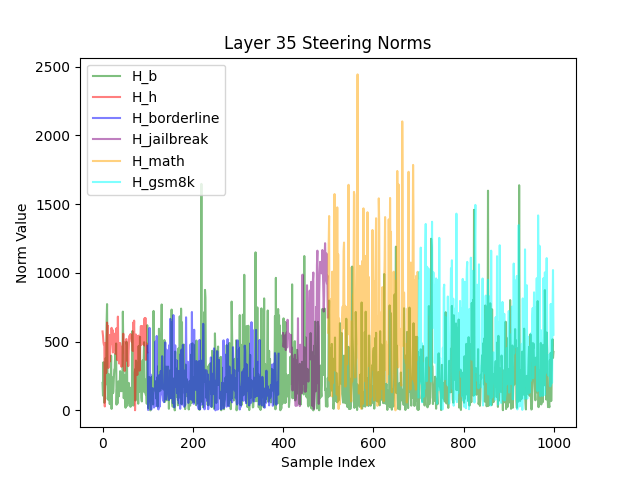 Layer 35 Steering Norms
Norm Value
2500
2000
1500
1000
500
0
H_b
H_h
H_borderline
H_jailbreak
H_math
H_gsm8k
0
200
400
600
800
1000
Sample Index